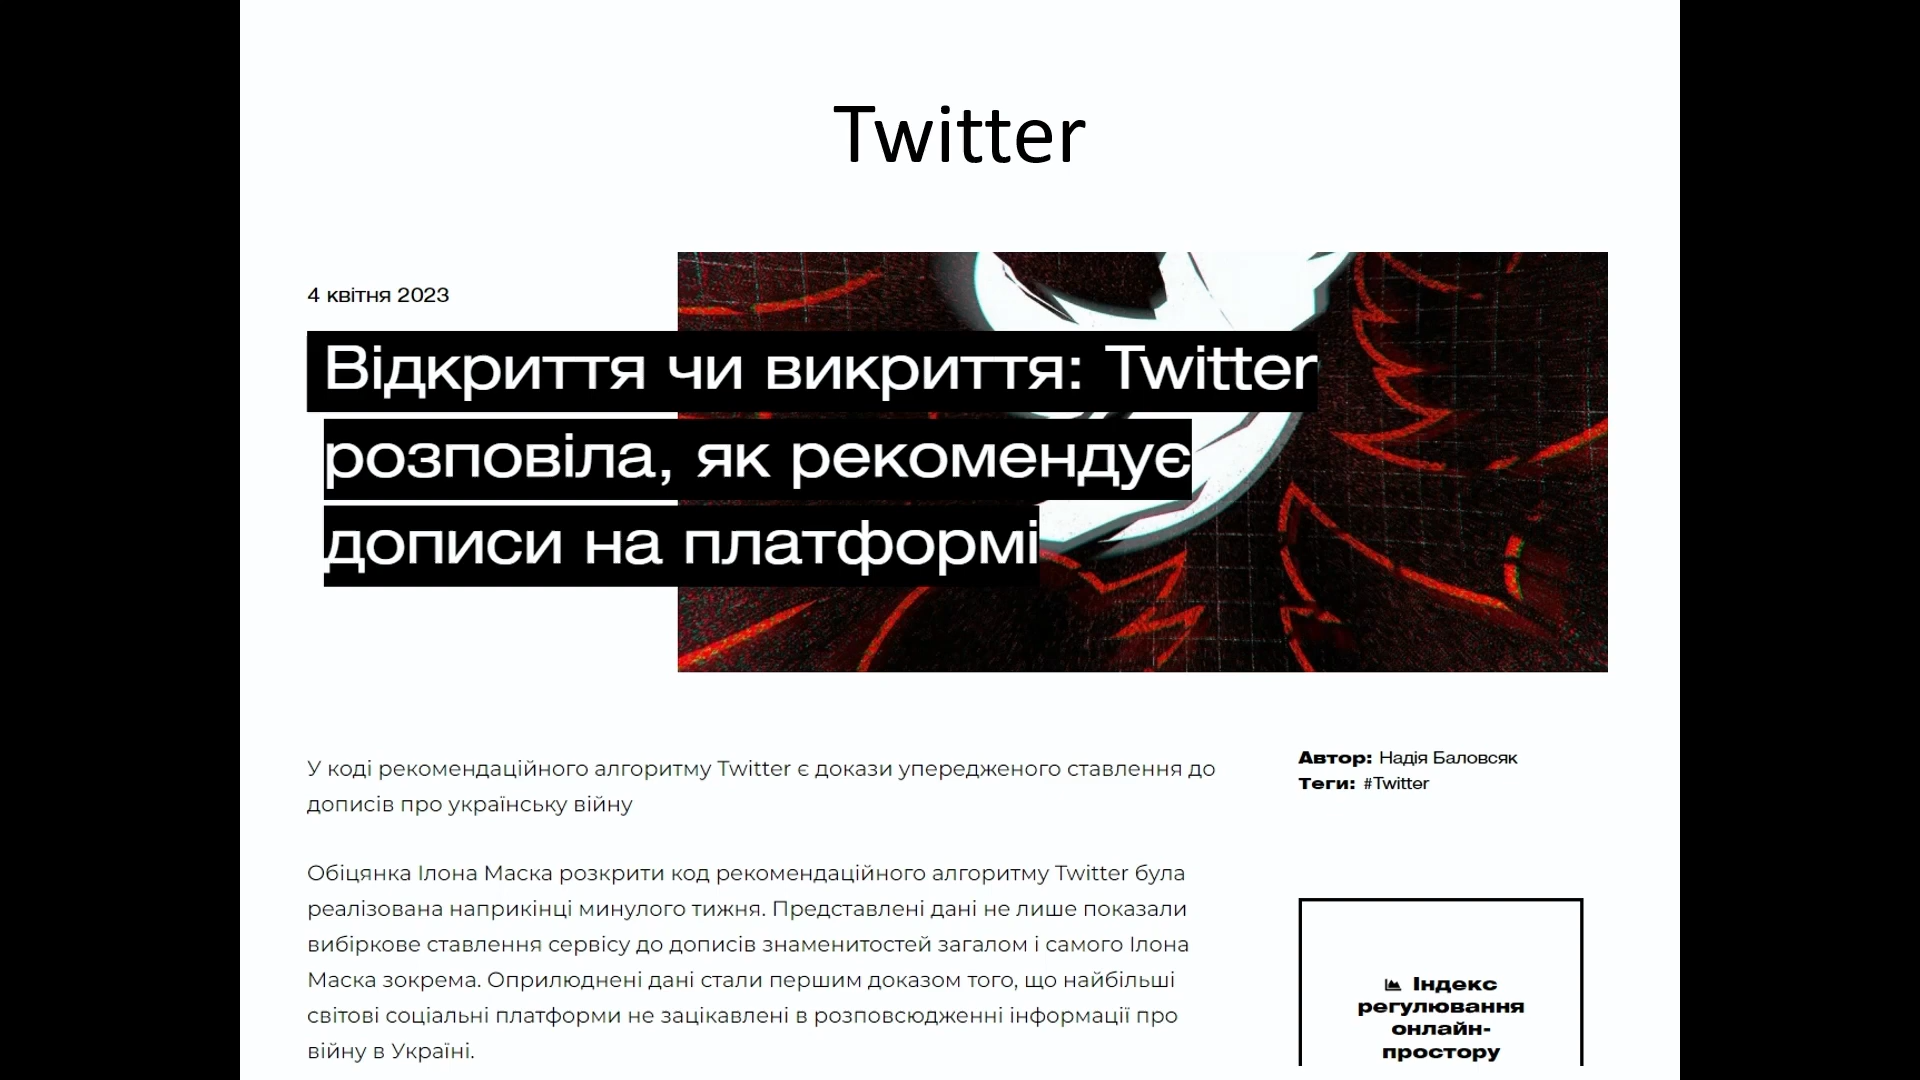 Twitter
4 квітня 2023
Відкриття чи викриття: Twitter
розповіла, як рекомендує
дописи на платформі
У коді рекомендаційного алгоритму Twitter є докази упередженого ставлення до
дописів про українську війну
Автор: Надія Баловсяк
Теги: #Twitter
Обіцянка Ілона Маска розкрити код рекомендаційного алгоритму Twitter була
реалізована наприкінці минулого тижня. Представлені дані не лише показали
вибіркове ставлення сервісу до дописів знаменитостей загалом і самого Ілона
Маска зокрема. Оприлюднені дані стали першим доказом того, що найбільші
світові соціальні платформи не зацікавлені в розповсюдженні інформації про
війну в Україні.
Індекс
регулювання
онлайн-
простору